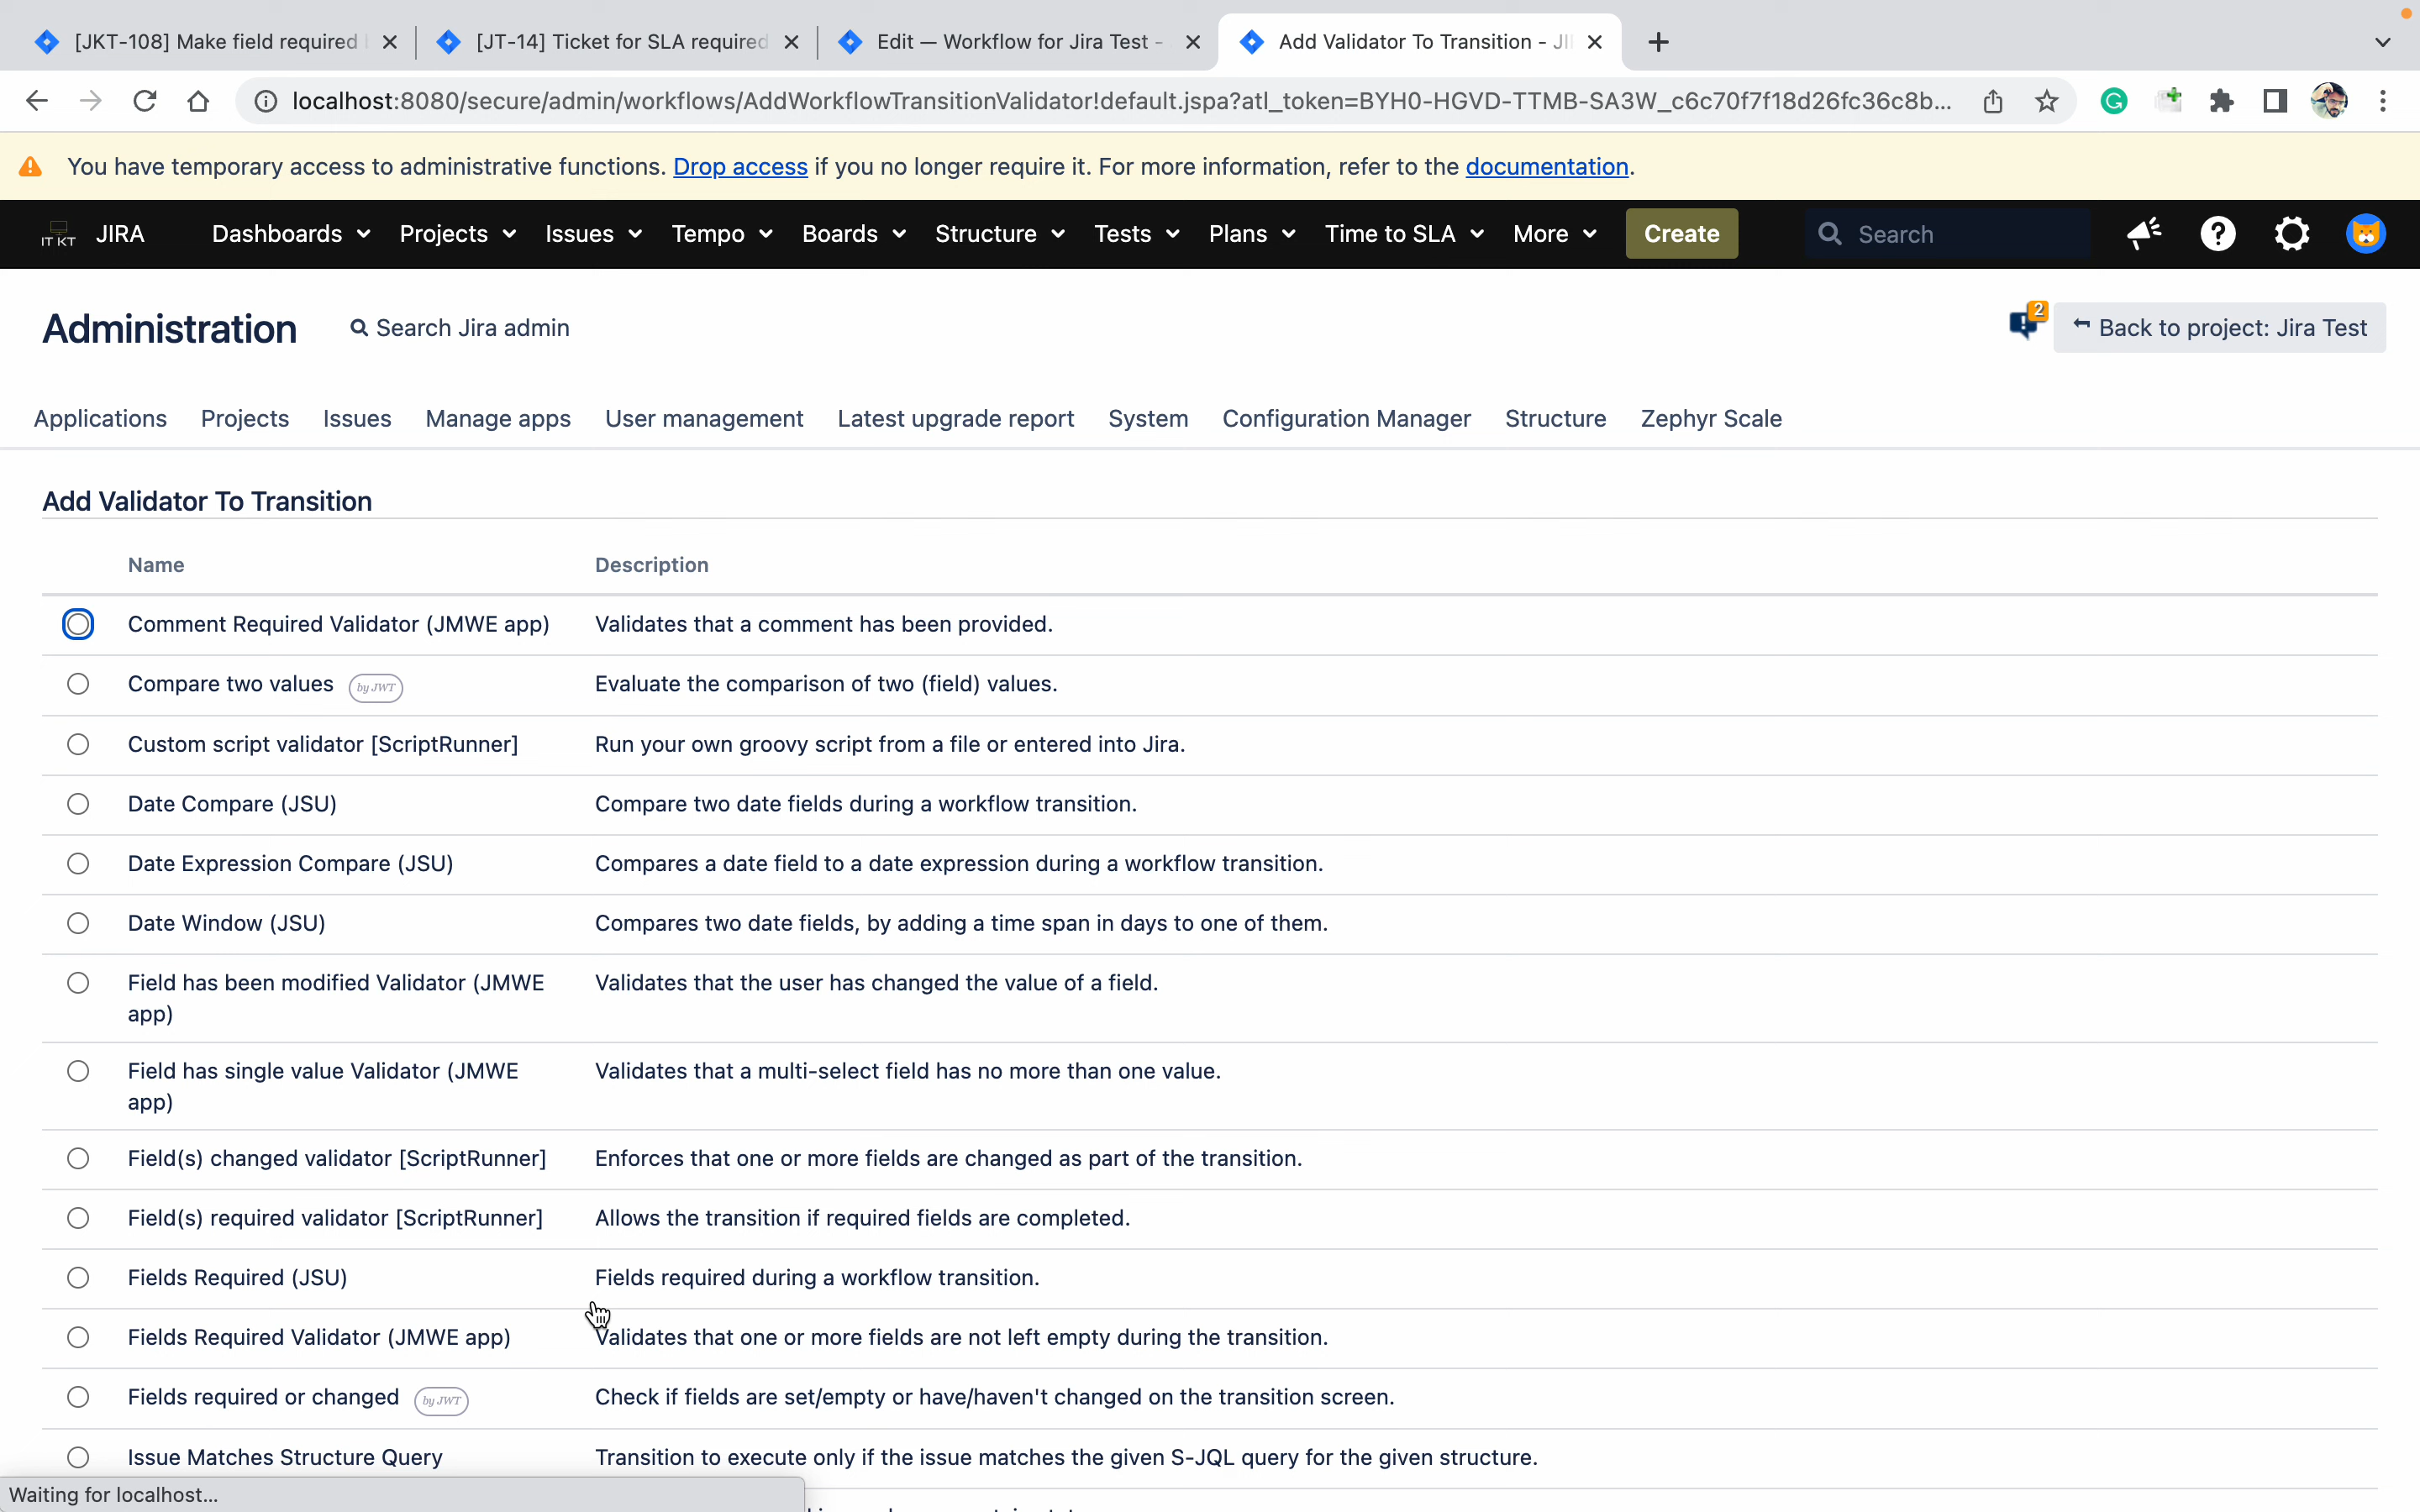 [JKT-108] Make field required
[JT-14] Ticket for SLA required
Edit — Workflow for Jira Test -
Add Validator To Transition - JI
localhost:8080/secure/admin/workflows/AddWorkflowTransitionValidator!default.jspa?atl_token=BYH0-HGVD-TTMB-SA3W_c6c70f7f18d26fc36c8b...
You have temporary access to administrative functions. Drop access if you no longer require it. For more information, refer to the documentation.
IT KT JIRA Dashboards Projects Issues Tempo Boards Structure Tests Plans Time to SLA More Create Search
Administration Search Jira admin 2 Back to project: Jira Test
Applications Projects Issues Manage apps User management Latest upgrade report System Configuration Manager Structure Zephyr Scale
Add Validator To Transition
Name Description
Comment Required Validator (JMWE app) Validates that a comment has been provided.
Compare two values by JWT Evaluate the comparison of two (field) values.
Custom script validator [ScriptRunner] Run your own groovy script from a file or entered into Jira.
Date Compare (JSU) Compare two date fields during a workflow transition.
Date Expression Compare (JSU) Compares a date field to a date expression during a workflow transition.
Date Window (JSU) Compares two date fields, by adding a time span in days to one of them.
Field has been modified Validator (JMWE Validates that the user has changed the value of a field.
app)
Field has single value Validator (JMWE Validates that a multi-select field has no more than one value.
app)
Field(s) changed validator [ScriptRunner] Enforces that one or more fields are changed as part of the transition.
Field(s) required validator [ScriptRunner] Allows the transition if required fields are completed.
Fields Required (JSU) Fields required during a workflow transition.
Fields Required Validator (JMWE app) Validates that one or more fields are not left empty during the transition.
Fields required or changed by JWT Check if fields are set/empty or have/haven't changed on the transition screen.
Issue Matches Structure Query Transition to execute only if the issue matches the given S-JQL query for the given structure.
Waiting for localhost...